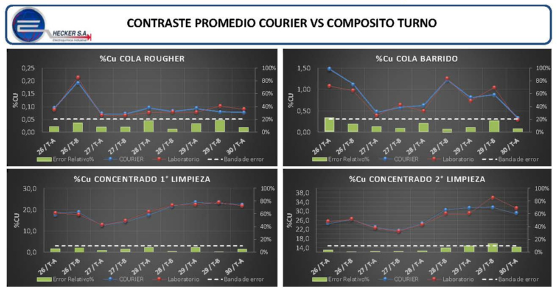 HECKER S.A.
CONTRASTE PROMEDIO COURIER VS COMPOSITO TURNO
%Cu COLA ROUGHER
%CU
0,25
0,20
0,15
0,10
0,05
0,00
100%
80%
60%
40%
20%
0%
26/T-A
26/T-B
27/T-A
27/T-B
28/T-A
28/T-B
29/T-A
29/T-B
30/T-A
Error Relativo% COURIER Laboratorio Banda de error
%Cu COLA BARRIDO
%CU
1,50
1,00
0,50
0,00
100%
80%
60%
40%
20%
0%
26/T-A
26/T-B
27/T-A
27/T-B
28/T-A
28/T-B
29/T-A
29/T-B
30/T-A
Error Relativo% COURIER Laboratorio Banda de error
%Cu CONCENTRADO 1° LIMPIEZA
%CU
30,0
20,0
10,0
0,0
100%
80%
60%
40%
20%
0%
26/T-A
26/T-B
27/T-A
27/T-B
28/T-A
28/T-B
29/T-A
29/T-B
30/T-A
Error Relativo% COURIER Laboratorio Banda de error
%Cu CONCENTRADO 2° LIMPIEZA
%CU
38,0
34,0
30,0
26,0
22,0
18,0
14,0
100%
80%
60%
40%
20%
0%
26/T-A
26/T-B
27/T-A
27/T-B
28/T-A
28/T-B
29/T-A
29/T-B
30/T-A
Error Relativo% COURIER Laboratorio Banda de error